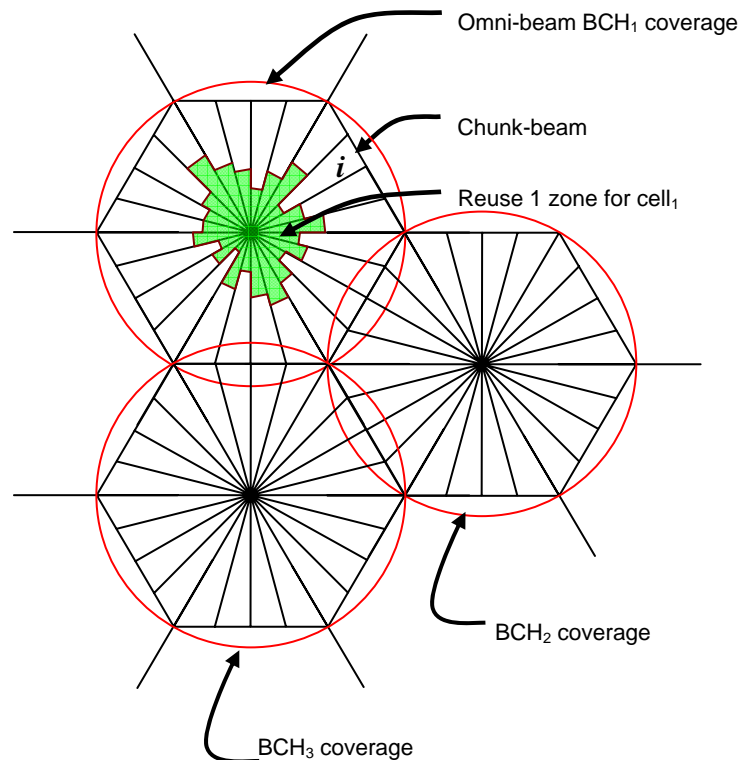 Omni-beam BCH₁ coverage
Chunk-beam
i
Reuse 1 zone for cell₁
BCH₂ coverage
BCH₃ coverage